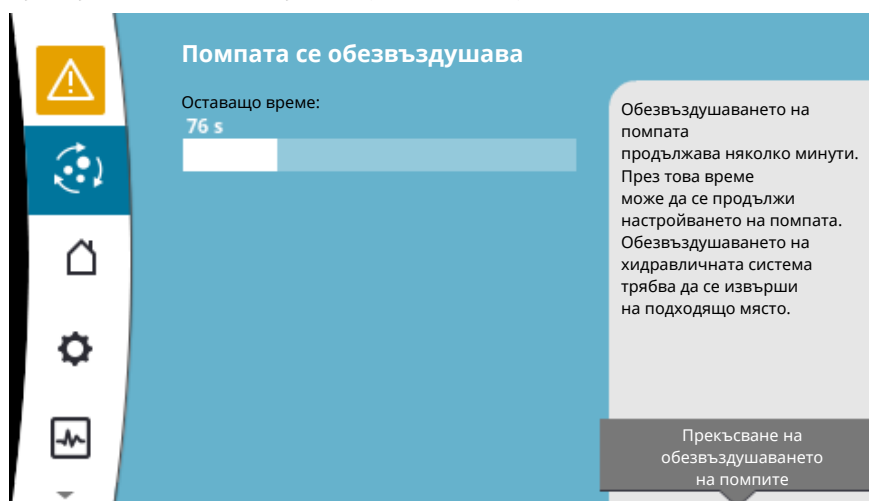 Помпата се обезвъздушава
Оставащо време:
76 s
Обезвъздушаването на
помпата
продължава няколко минути.
През това време
може да се продължи
настройването на помпата.
Обезвъздушаването на
хидравличната система
трябва да се извърши
на подходящо място.
Прекъсване на
обезвъздушаването
на помпите